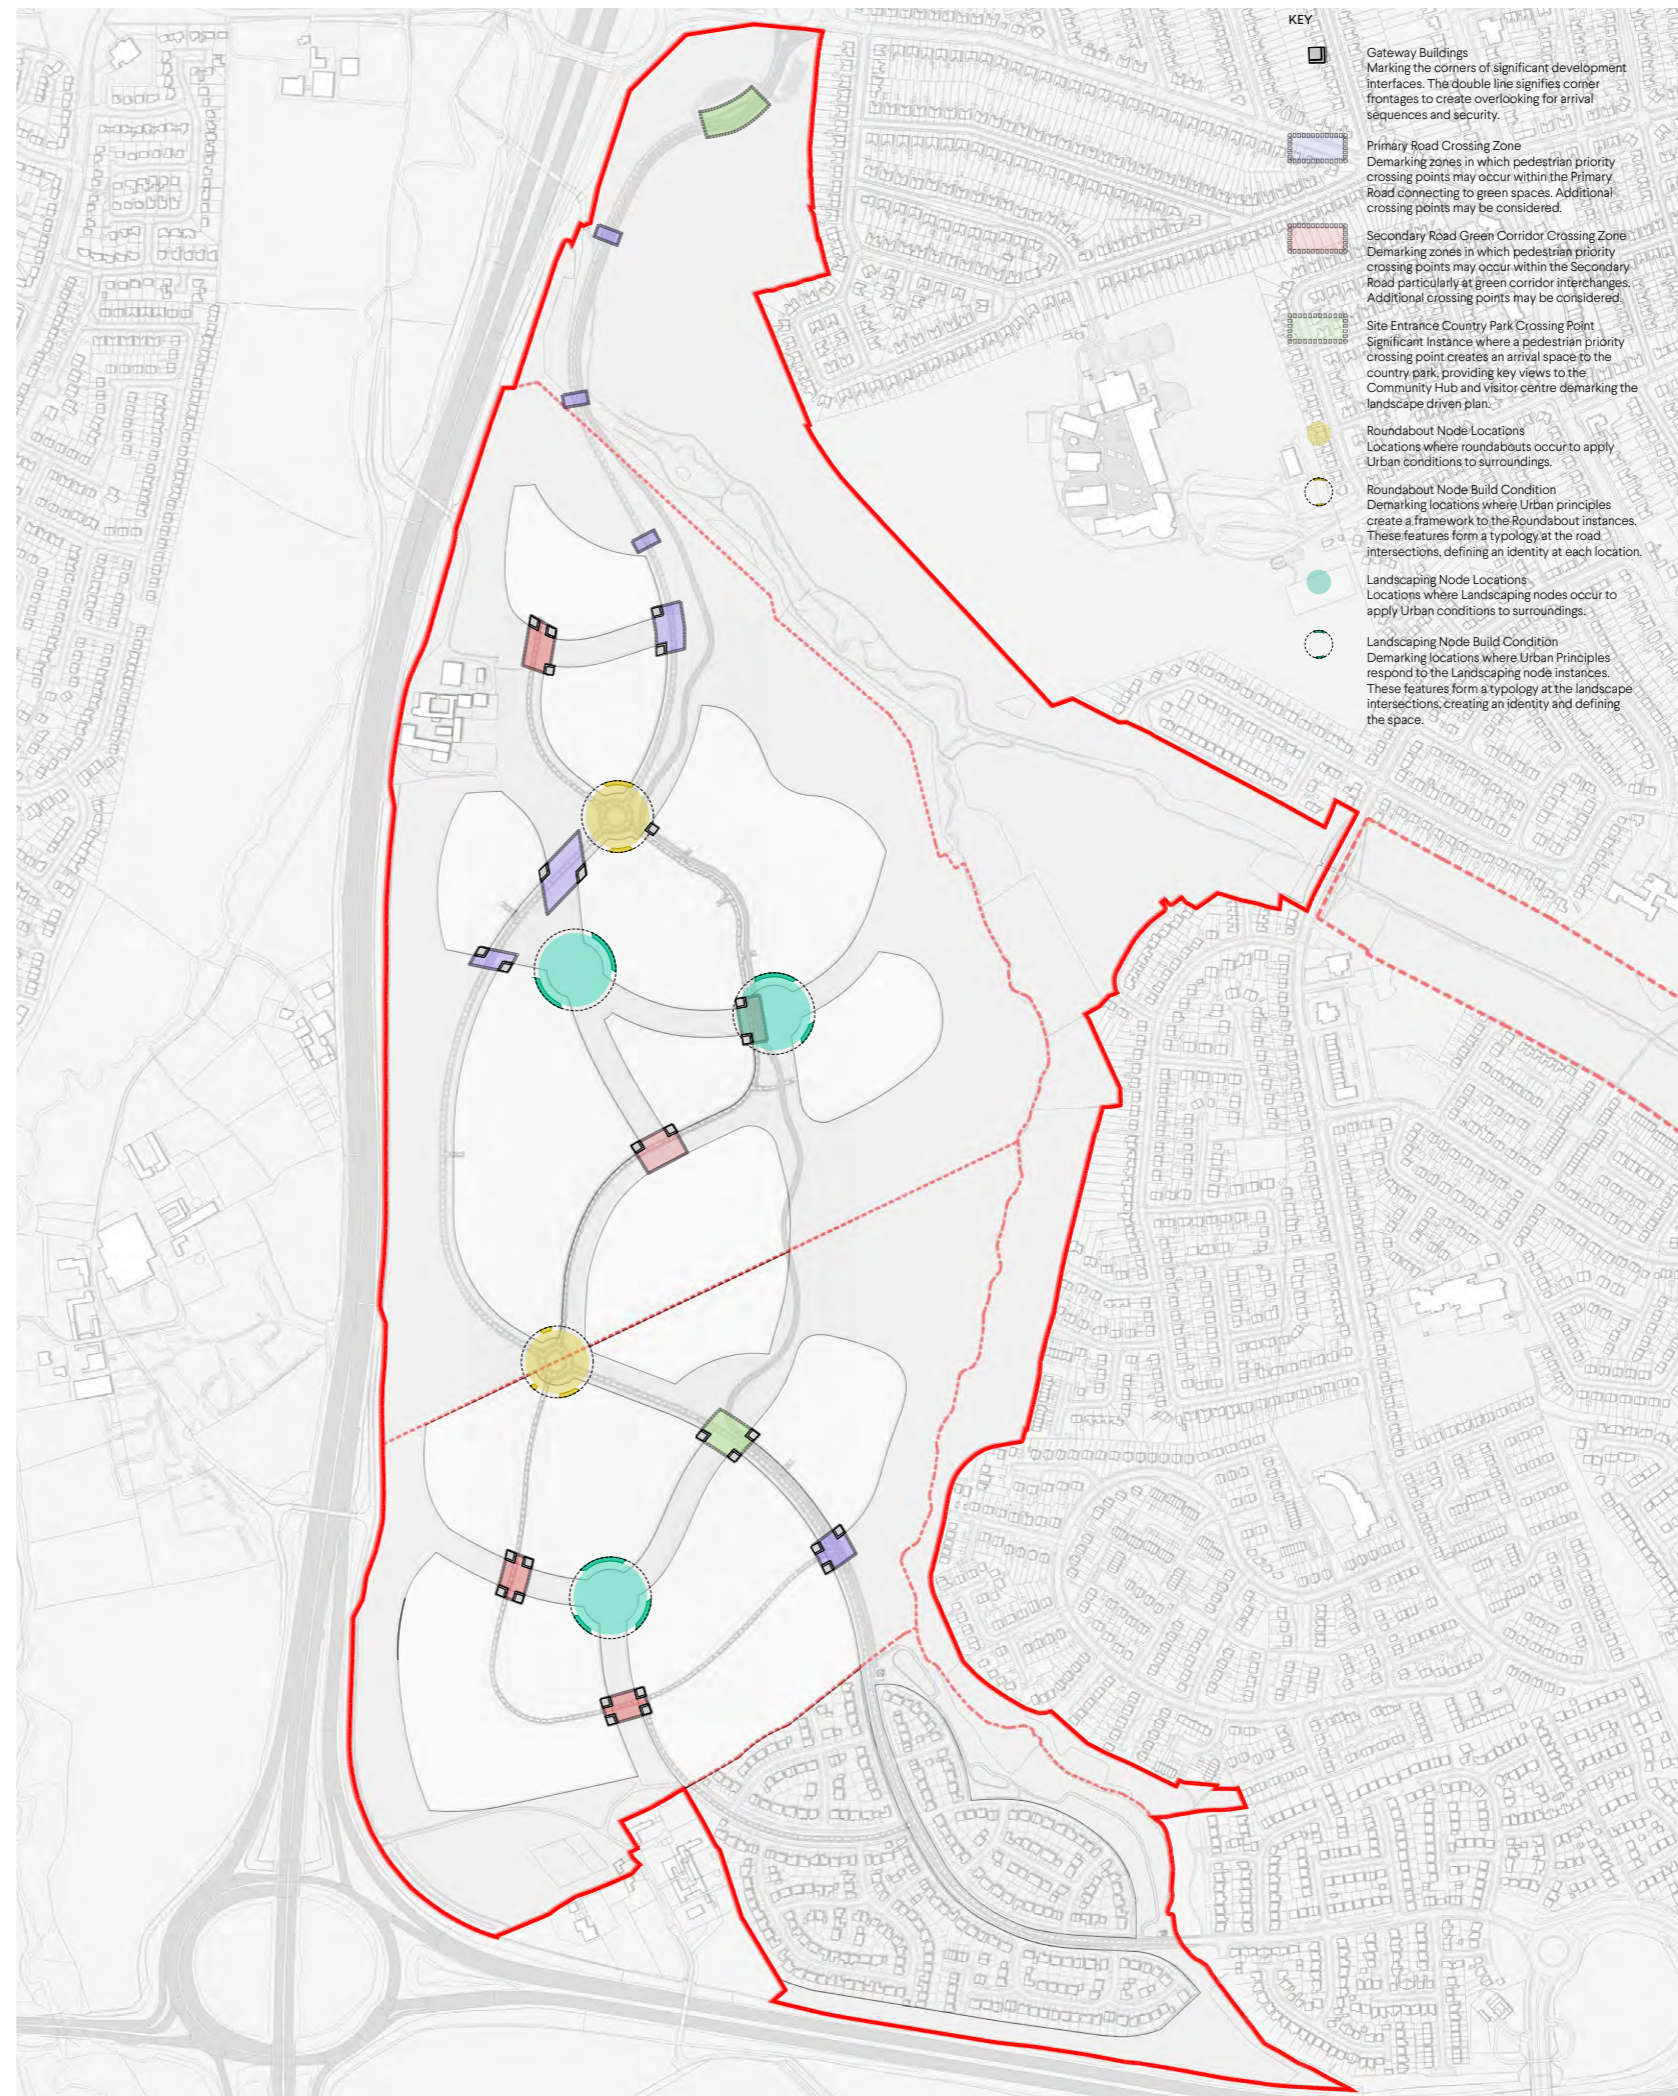 KEY
Gateway Buildings
Marking the corners of significant development
interfaces. The double line signifies corner
frontages to create overlooking for arrival
sequences and security.
Primary Road Crossing Zone
Demarking zones in which pedestrian priority
crossing points may occur within the Primary
Road connecting to green spaces. Additional
crossing points may be considered.
Secondary Road Green Corridor Crossing Zone
Demarking zones in which pedestrian priority
crossing points may occur within the Secondary
Road particularly at green corridor interchanges.
Additional crossing points may be considered.
Site Entrance Country Park Crossing Point
Significant Instance where a pedestrian priority
crossing point creates an arrival space to the
country park, providing key views to the
Community Hub and visitor centre demarking the
landscape driven plan.
Roundabout Node Locations
Locations where roundabouts occur to apply
Urban conditions to surroundings.
Roundabout Node Build Condition
Demarking locations where Urban principles
create a framework to the Roundabout instances.
These features form a typology at the road
intersections, defining an identity at each location.
Landscaping Node Locations
Locations where Landscaping nodes occur to
apply Urban conditions to surroundings.
Landscaping Node Build Condition
Demarking locations where Urban Principles
respond to the Landscaping node instances.
These features form a typology at the landscape
intersections, creating an identity and defining
the space.